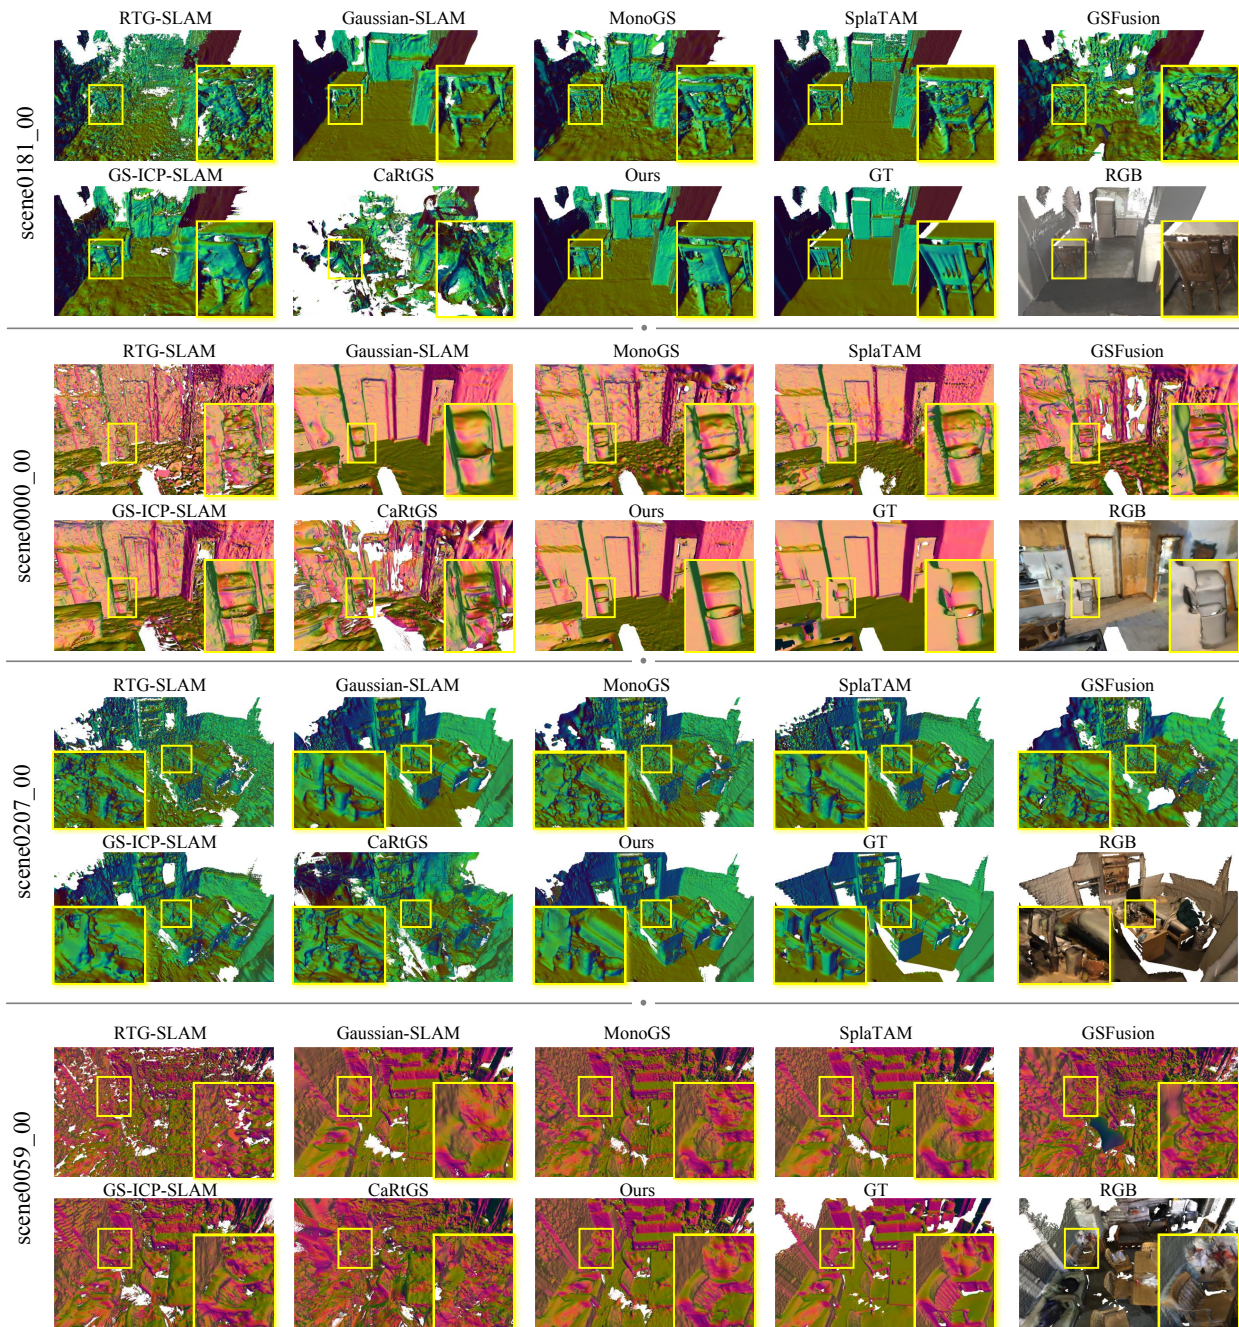 RTG-SLAM Gaussian-SLAM MonoGS SplaTAM GSFusion
scene0181_00
GS-ICP-SLAM CaRtGS Ours GT RGB
RTG-SLAM Gaussian-SLAM MonoGS SplaTAM GSFusion
scene0000_00
GS-ICP-SLAM CaRtGS Ours GT RGB
RTG-SLAM Gaussian-SLAM MonoGS SplaTAM GSFusion
scene0207_00
GS-ICP-SLAM CaRtGS Ours GT RGB
RTG-SLAM Gaussian-SLAM MonoGS SplaTAM GSFusion
scene0059_00
GS-ICP-SLAM CaRtGS Ours GT RGB